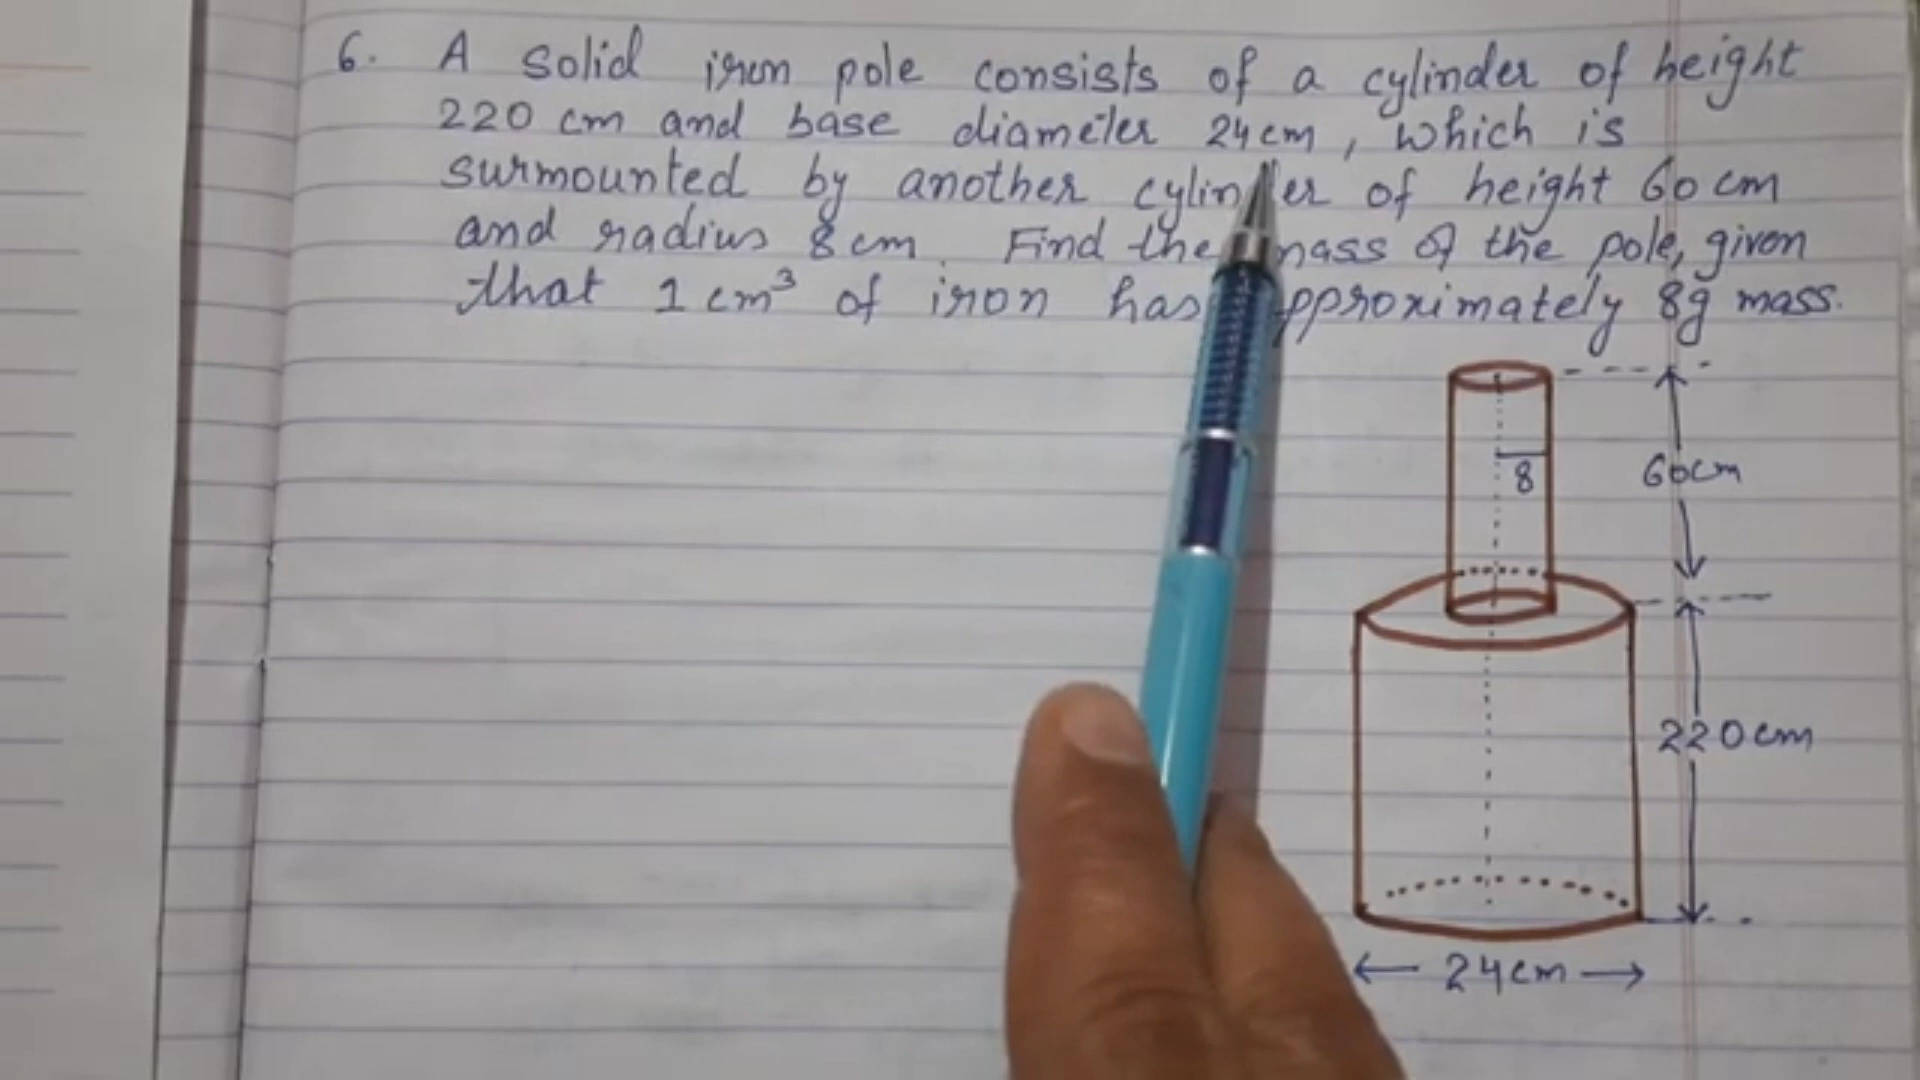 6. A solid iron pole consists of a cylinder of height
220 cm and base diameter 24cm, which is
surmounted by another cylinder of height 60 cm
and radius 8 cm. Find the mass of the pole, given
that 1 cm³ of iron has approximately 8g mass.
8
60cm
220cm
24cm